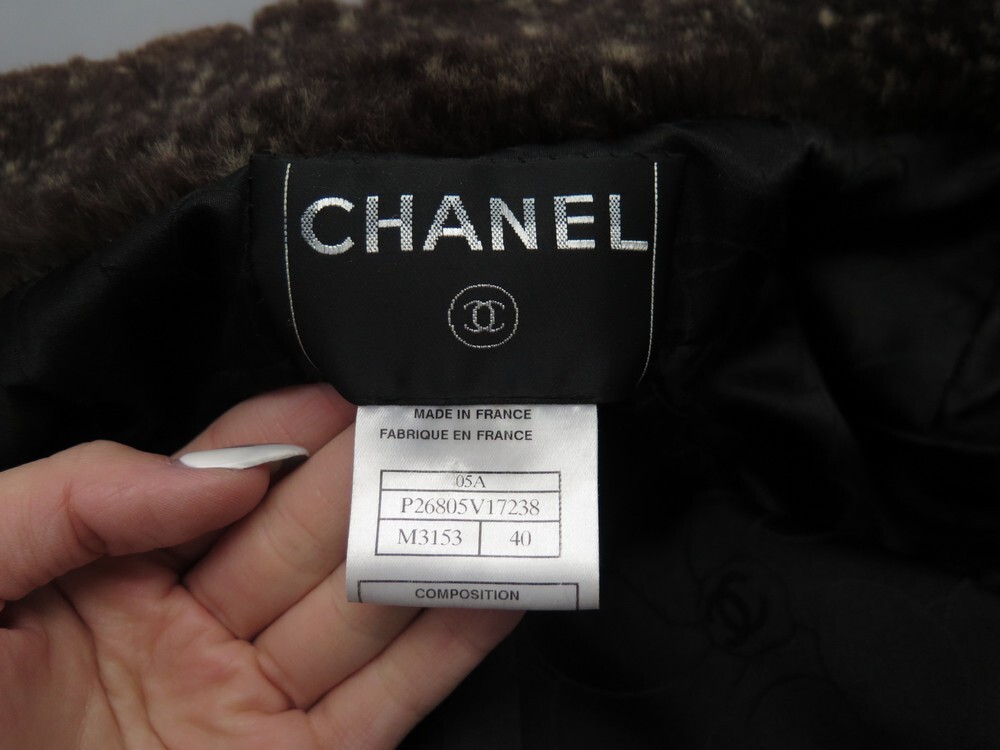 CHANEL
MADE IN FRANCE
FABRIQUE EN FRANCE
05A
P26805V17238
M3153 40
COMPOSITION